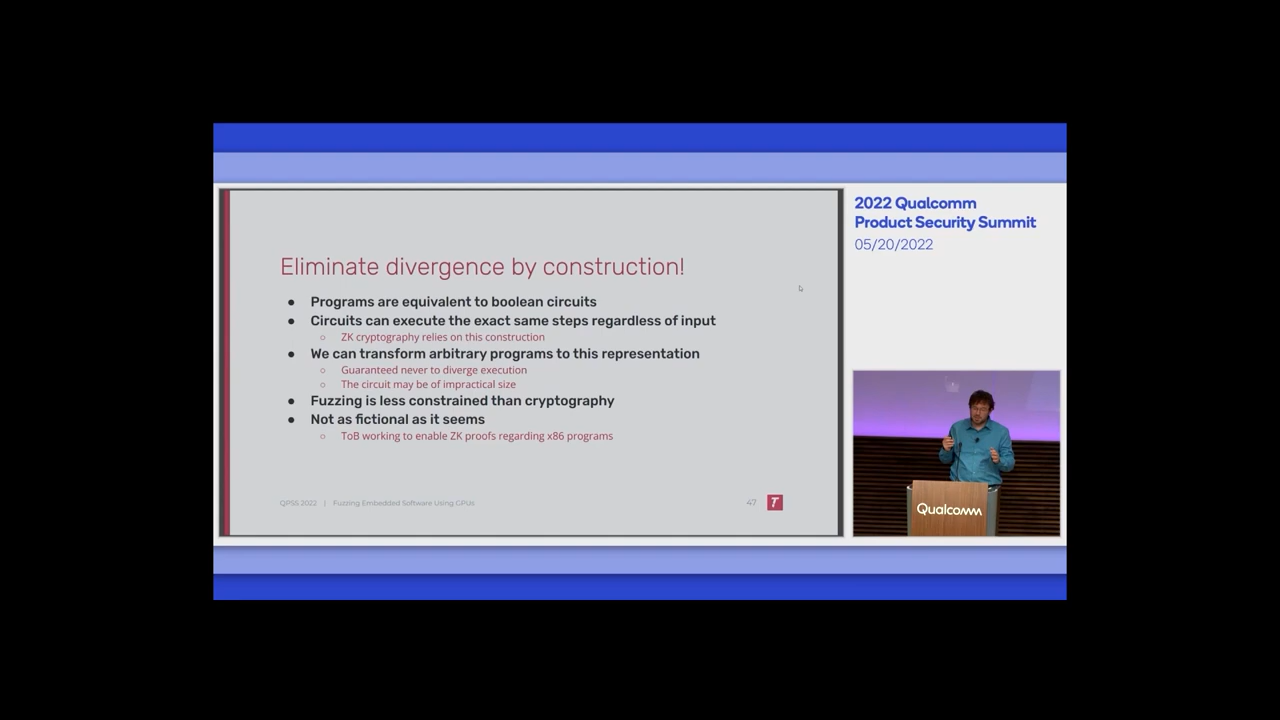 2022 Qualcomm
Product Security Summit
05/20/2022
Eliminate divergence by construction!
● Programs are equivalent to boolean circuits
● Circuits can execute the exact same steps regardless of input
○ ZK cryptography relies on this construction
● We can transform arbitrary programs to this representation
○ Guaranteed never to diverge execution
○ The circuit may be of impractical size
● Fuzzing is less constrained than cryptography
● Not as fictional as it seems
○ ToB working to enable ZK proofs regarding x86 programs
QPSS 2022 | Fuzzing Embedded Software Using GPUs
47
T
Qualcomm